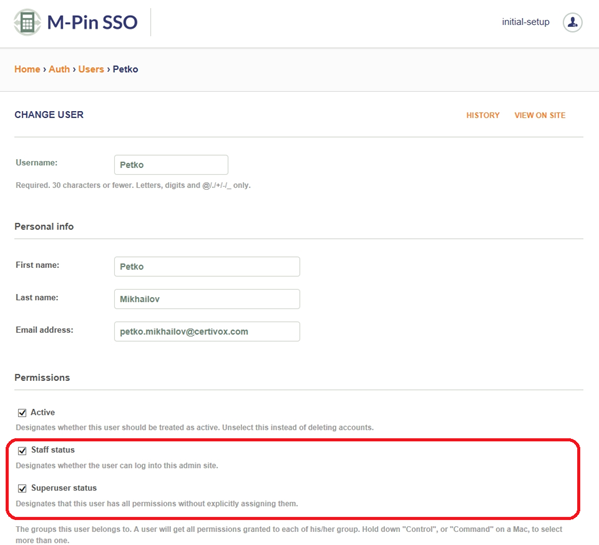 M-Pin SSO
initial-setup
Home › Auth › Users › Petko
CHANGE USER
HISTORY
VIEW ON SITE
Username:
Petko
Required. 30 characters or fewer. Letters, digits and @/./+/-/_ only.
Personal info
First name:
Petko
Last name:
Mikhailov
Email address:
petko.mikhailov@certivox.com
Permissions
Active
Designates whether this user should be treated as active. Unselect this instead of deleting accounts.
Staff status
Designates whether the user can log into this admin site.
Superuser status
Designates that this user has all permissions without explicitly assigning them.
The groups this user belongs to. A user will get all permissions granted to each of his/her group. Hold down "Control", or "Command" on a Mac, to select
more than one.